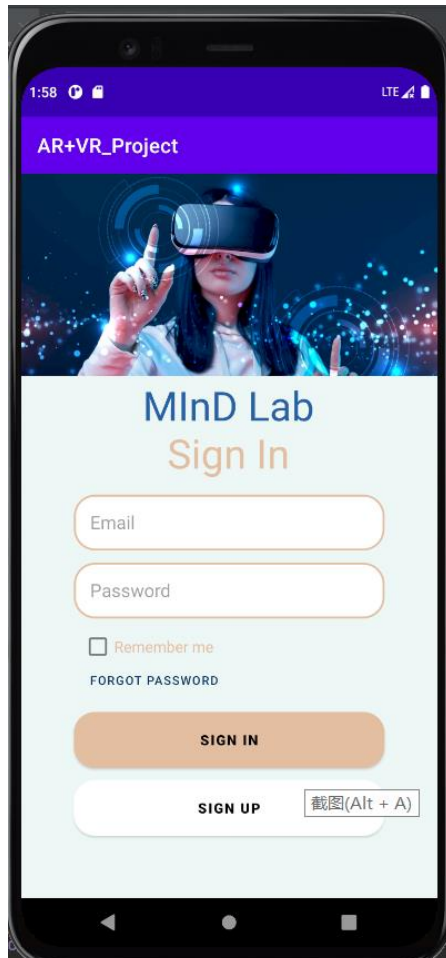 1:58
LTE
AR+VR_Project
MInD Lab
Sign In
Email
Password
Remember me
FORGOT PASSWORD
SIGN IN
SIGN UP
截图(Alt + A)